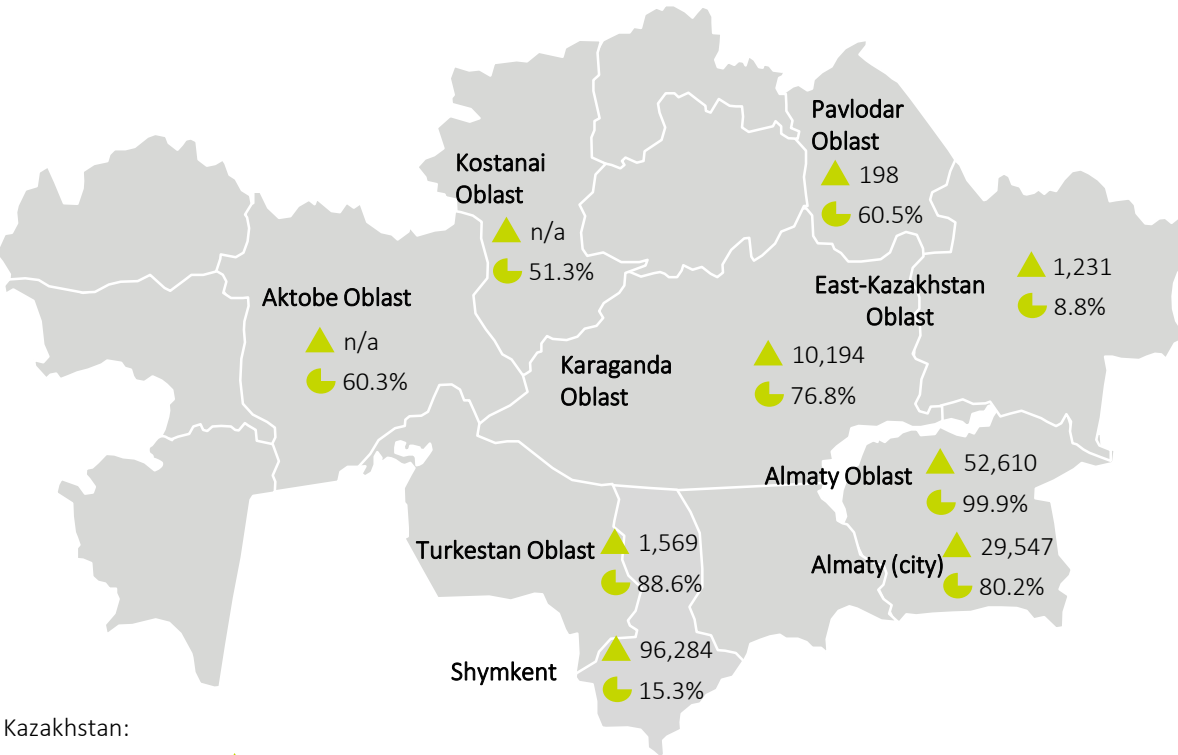 Pavlodar
Oblast
198
60.5%
Kostanai
Oblast
n/a
51.3%
1,231
8.8%
East-Kazakhstan
Oblast
Aktobe Oblast
n/a
60.3%
Karaganda
Oblast
10,194
76.8%
Almaty Oblast
52,610
99.9%
Turkestan Oblast
1,569
88.6%
Almaty (city)
29,547
80.2%
Shymkent
96,284
15.3%
Kazakhstan: